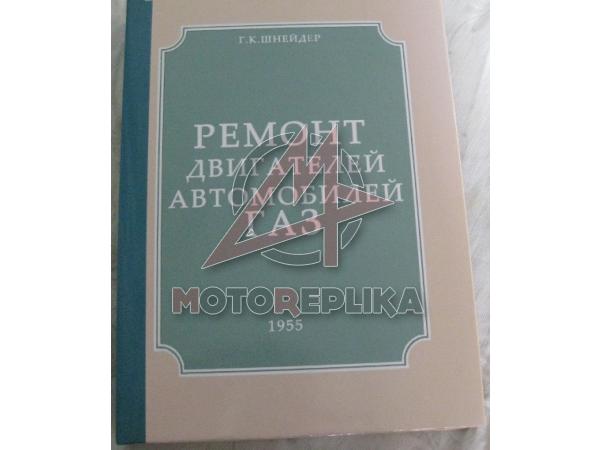 Г.К.ШНЕЙДЕР
РЕМОНТ
ДВИГАТЕЛЕЙ
АВТОМОБИЛЕЙ
ГАЗ
MOTOREPLIKA
1955